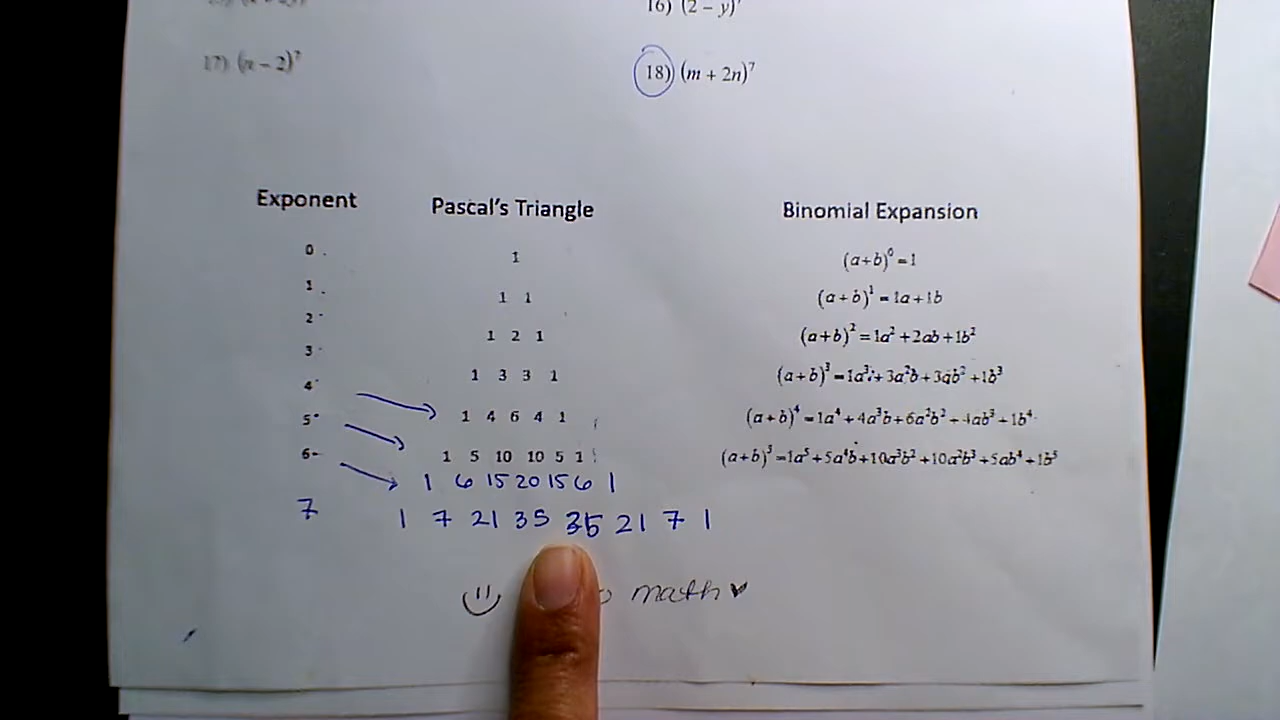 16) (2 – y)⁷
17) (n – 2)⁷
18) (m + 2n)⁷
Exponent Pascal's Triangle Binomial Expansion
0 1 (a+b)⁰ = 1
1 1 1 (a+b)¹ = 1a+1b
2 1 2 1 (a+b)² = 1a² + 2ab + 1b²
3 1 3 3 1 (a+b)³ = 1a³ + 3a²b + 3ab² + 1b³
4 1 4 6 4 1 (a+b)⁴ = 1a⁴ + 4a³b + 6a²b² + 4ab³ + 1b⁴
5 1 5 10 10 5 1 (a+b)⁵ = 1a⁵ + 5a⁴b + 10a³b² + 10a²b³ + 5ab⁴ + 1b⁵
6 1 6 15 20 15 6 1
7 1 7 21 35 35 21 7 1
math